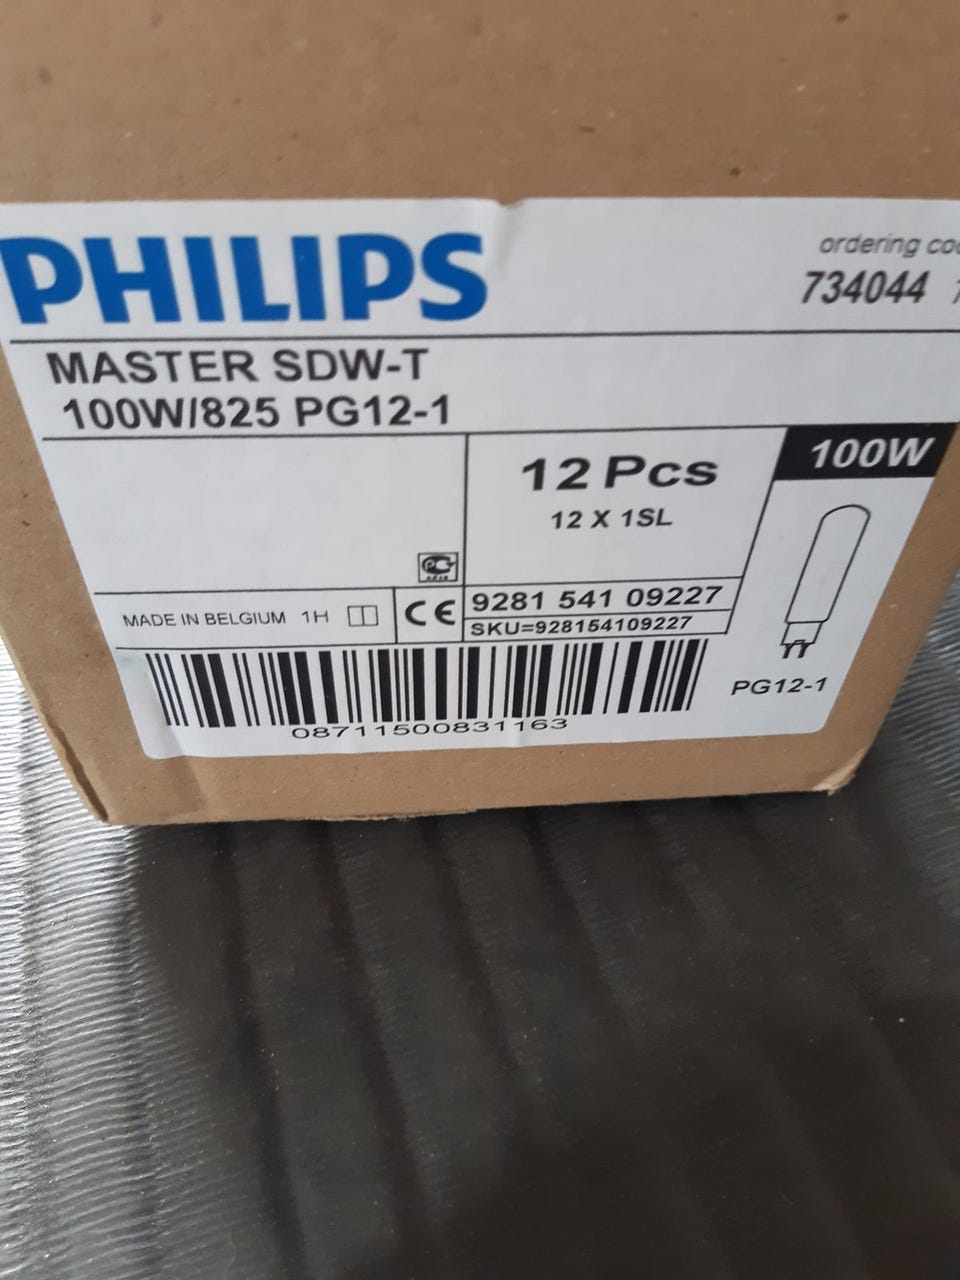 PHILIPS
ordering
734044
MASTER SDW-T
100W/825 PG12-1
12 Pcs
12 X 1SL
100W
MADE IN BELGIUM 1H
CE
9281 541 09227
SKU=928154109227
08711500831163
PG12-1